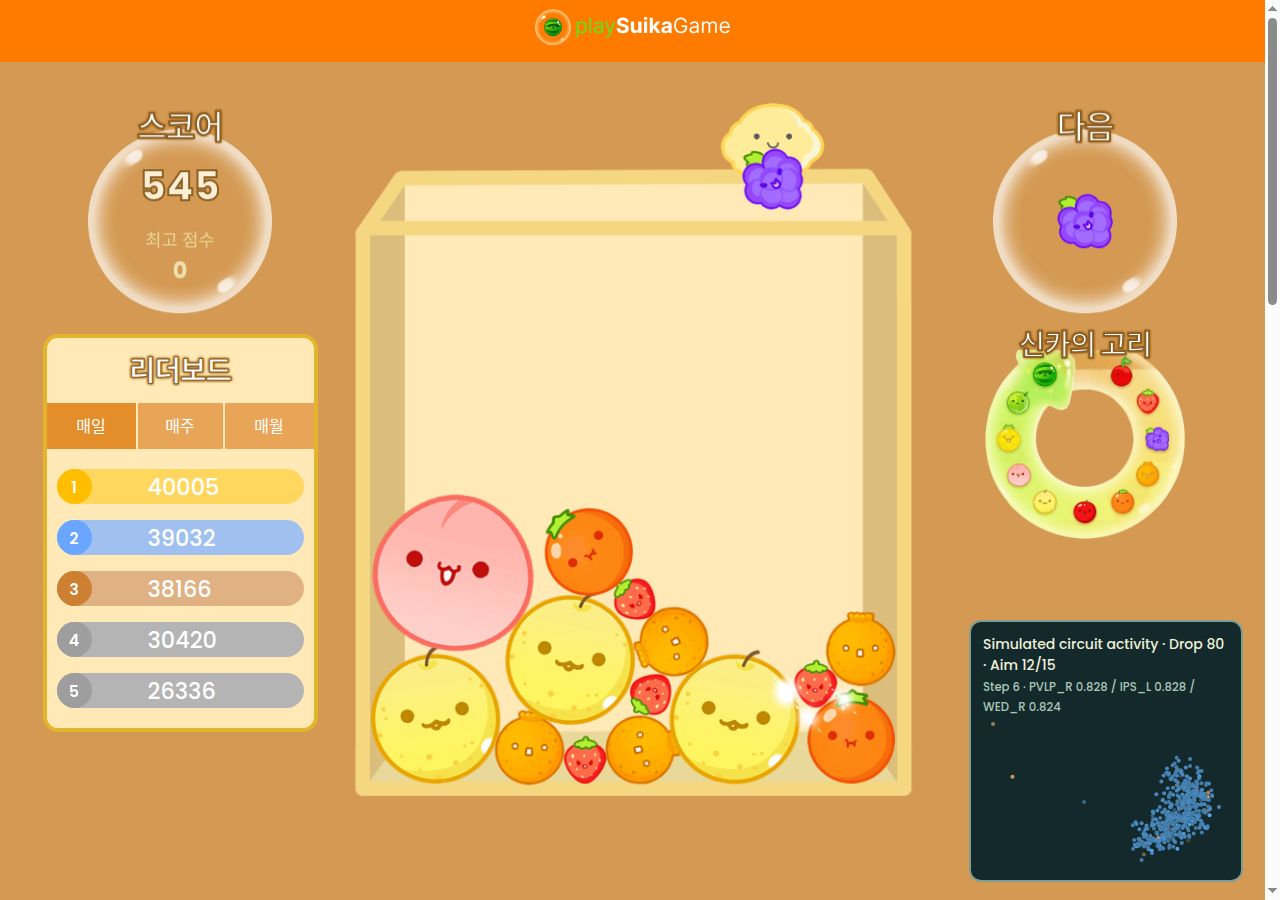 playSuikaGame
스코어
545
최고 점수
0
리더보드
매일 매주 매월
1 40005
2 39032
3 38166
4 30420
5 26336
다음
신카의 고리
Simulated circuit activity · Drop 80
· Aim 12/15
Step 6 · PVLP_R 0.828 / IPS_L 0.828 /
WED_R 0.824